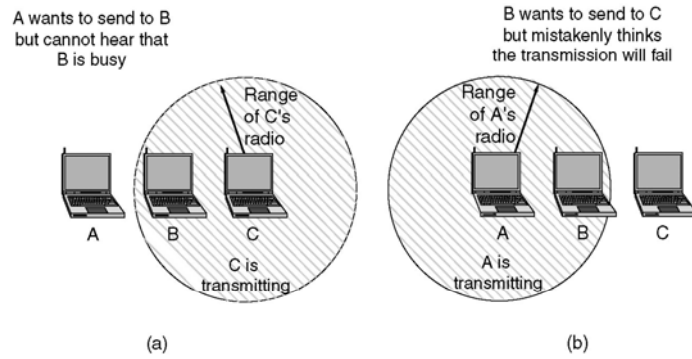 A wants to send to B
but cannot hear that
B is busy
Range
of C's
radio
A
B
C
C is
transmitting
(a)
B wants to send to C
but mistakenly thinks
the transmission will fail
Range
of A's
radio
A
B
C
A is
transmitting
(b)